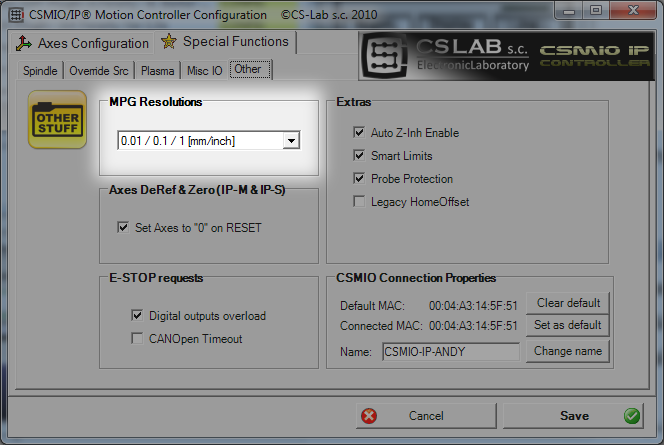 CSMIO/IP® Motion Controller Configuration ©CS-Lab s.c. 2010
Axes Configuration Special Functions
CSLAB s.c.
ElectronicLaboratory
CSMIO IP
CONTROLLER
Spindle Override Src Plasma Misc IO Other
OTHER
STUFF
MPG Resolutions
0.01 / 0.1 / 1 [mm/inch]
Extras
Auto Z-Inh Enable
Smart Limits
Probe Protection
Legacy HomeOffset
Axes DeRef & Zero (IP-M & IP-S)
Set Axes to "0" on RESET
E-STOP requests
Digital outputs overload
CANOpen Timeout
CSMIO Connection Properties
Default MAC: 00:04:A3:14:5F:51 Clear default
Connected MAC: 00:04:A3:14:5F:51 Set as default
Name: CSMIO-IP-ANDY Change name
Cancel Save